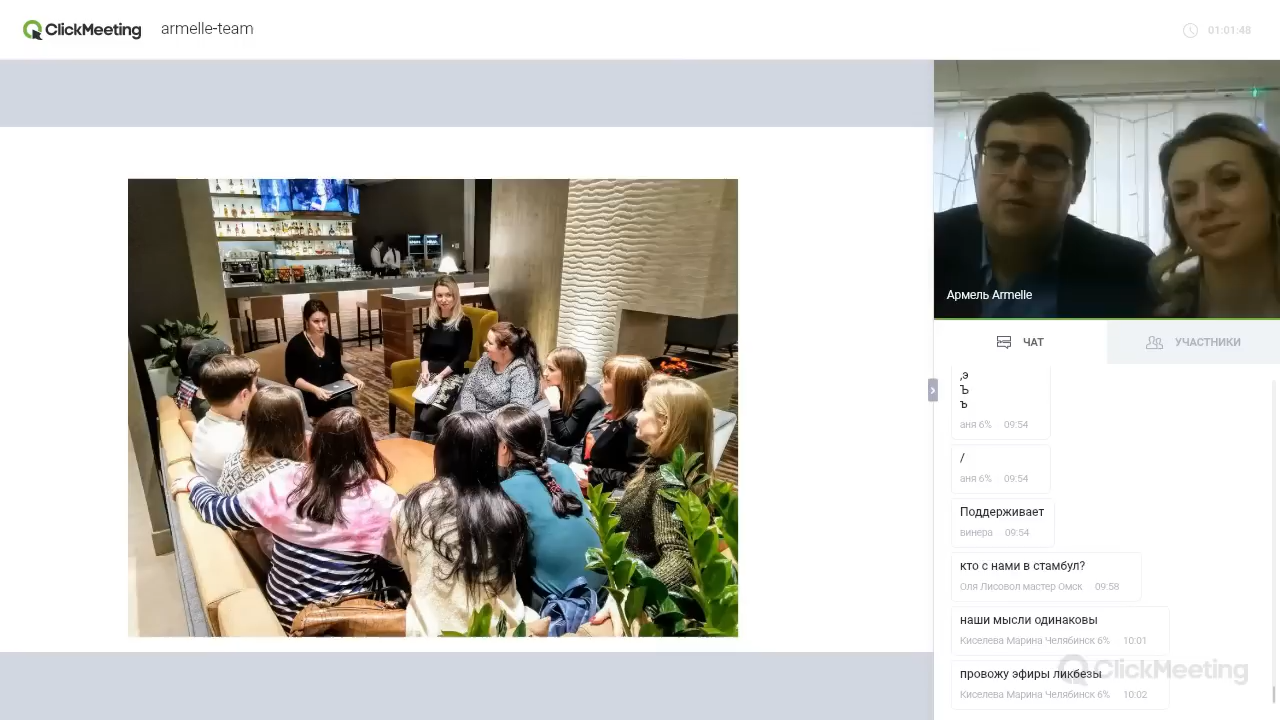 ClickMeeting
armelle-team
01:01:48
Армель Armelle
ЧАТ
УЧАСТНИКИ
,э
Ъ
ъ
аня 6% 09:54
/
аня 6% 09:54
Поддерживает
винера 09:54
кто с нами в стамбул?
Оля Лисовол мастер Омск 09:58
наши мысли одинаковы
Киселева Марина Челябинск 6% 10:01
провожу эфиры ликбезы
Киселева Марина Челябинск 6% 10:02
ClickMeeting